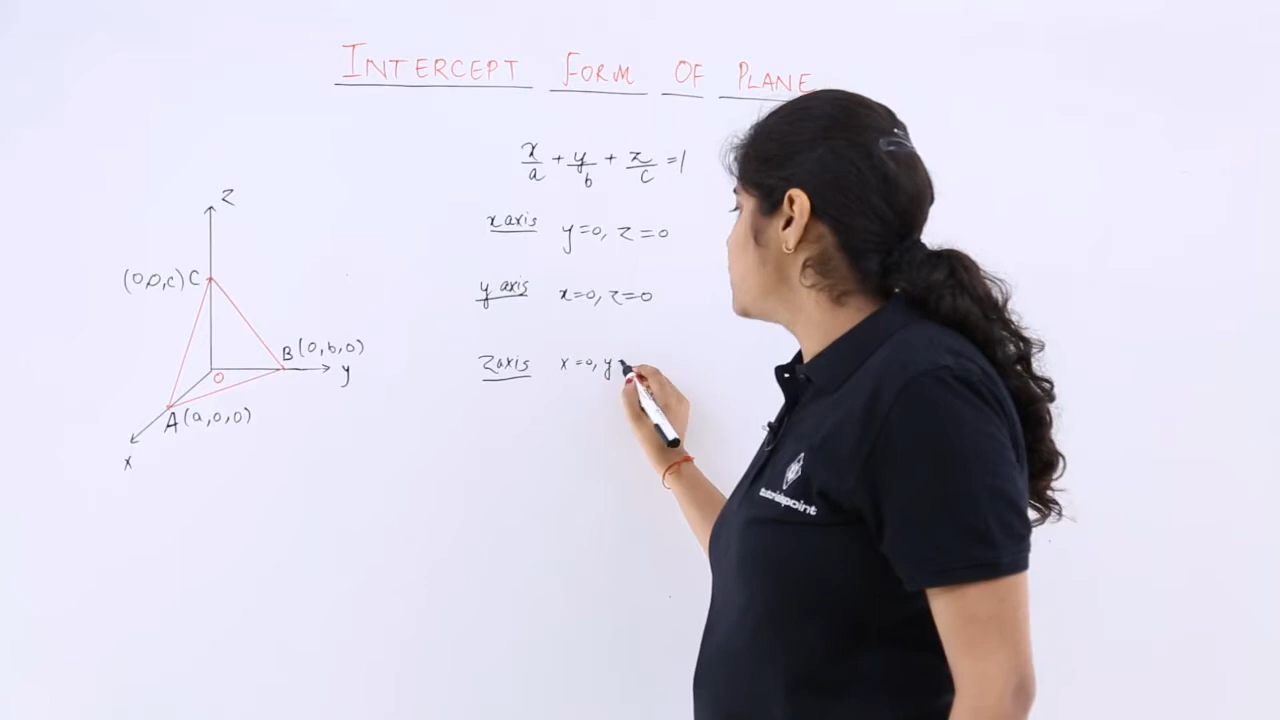 INTERCEPT FORM OF PLANE
x/a + y/b + z/c = 1
x axis y=0, z=0
y axis x=0, z=0
z axis x=0, y
z
(0,0,c) C
B (0,b,0)
y
O
A (a,0,0)
x
tutorialspoint